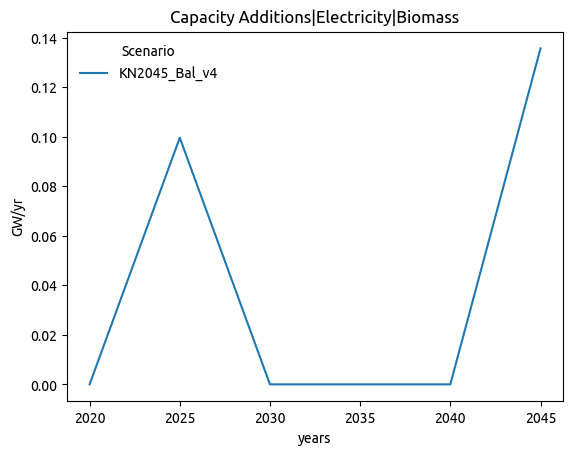 Capacity Additions|Electricity|Biomass
Scenario
KN2045_Bal_v4
GW/yr
0.14
0.12
0.10
0.08
0.06
0.04
0.02
0.00
2020 2025 2030 2035 2040 2045
years